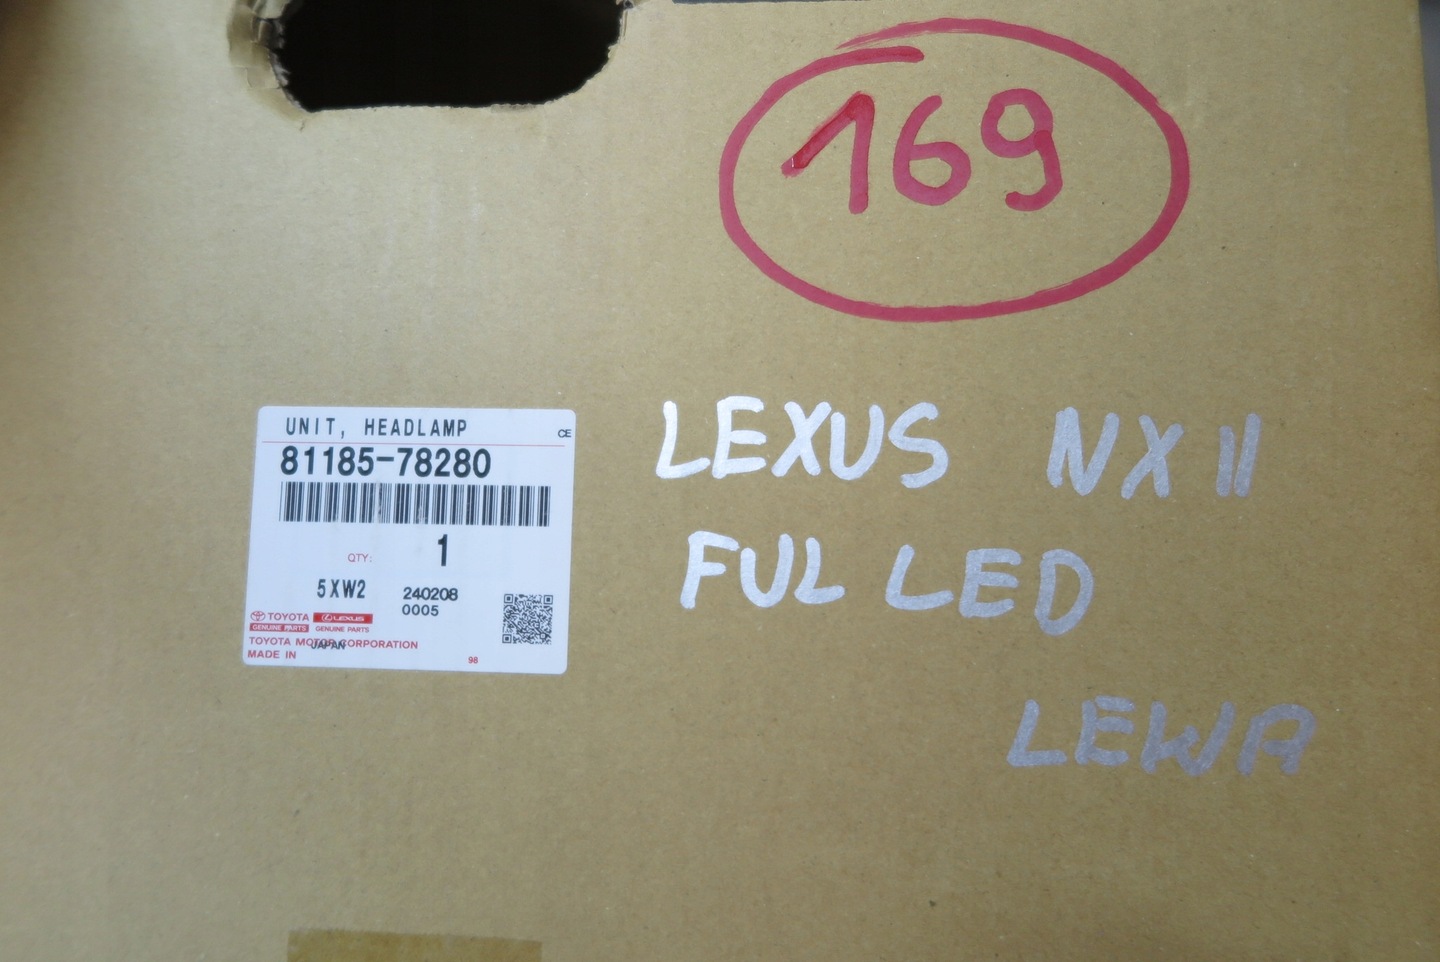 169
UNIT, HEADLAMP
CE
81185-78280
QTY: 1
5XW2 240208
0005
TOYOTA LEXUS
GENUINE PARTS GENUINE PARTS
TOYOTA MOTOR CORPORATION
MADE IN JAPAN
98
LEXUS NX II
FUL LED
LEWA